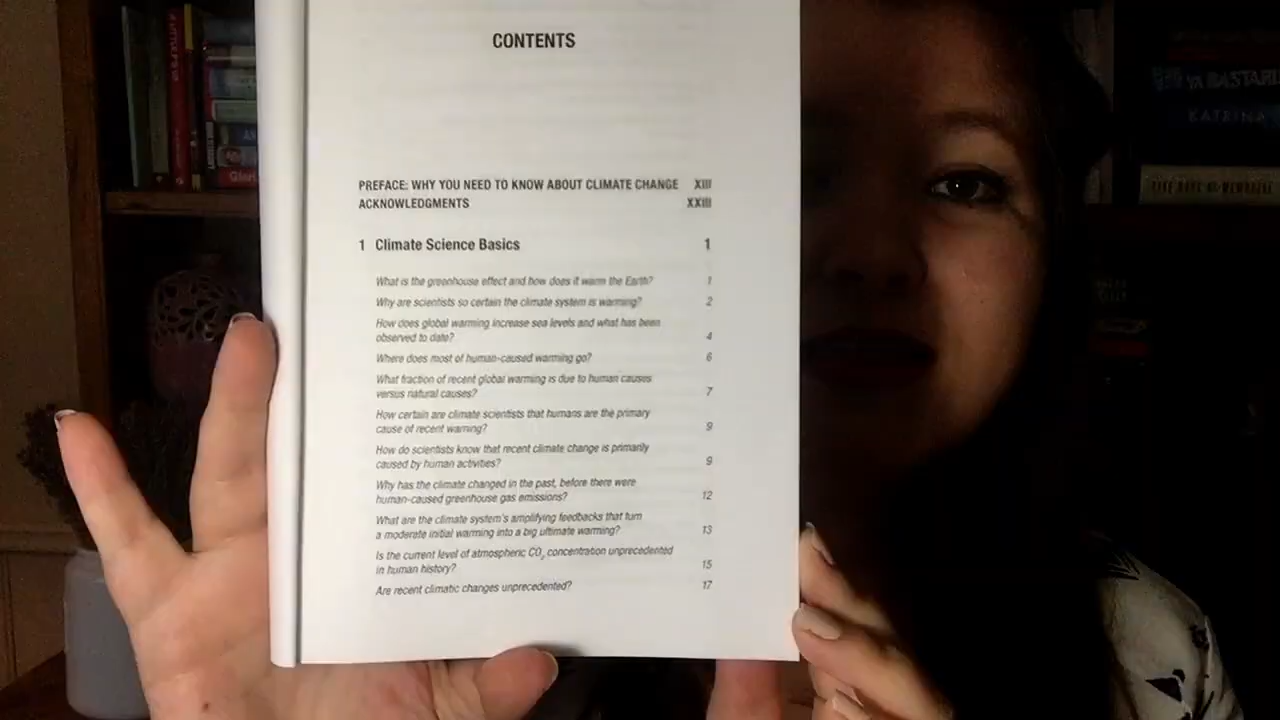 CONTENTS
PREFACE: WHY YOU NEED TO KNOW ABOUT CLIMATE CHANGE XIII
ACKNOWLEDGMENTS XXIII
1 Climate Science Basics 1
What is the greenhouse effect and how does it warm the Earth? 1
Why are scientists so certain the climate system is warming? 2
How does global warming increase sea levels and what has been
observed to date? 4
Where does most of human-caused warming go? 6
What fraction of recent global warming is due to human causes
versus natural causes? 7
How certain are climate scientists that humans are the primary
cause of recent warming? 9
How do scientists know that recent climate change is primarily
caused by human activities? 9
Why has the climate changed in the past, before there were
human-caused greenhouse gas emissions? 12
What are the climate system's amplifying feedbacks that turn
a moderate initial warming into a big ultimate warming? 13
Is the current level of atmospheric CO₂ concentration unprecedented
in human history? 15
Are recent climatic changes unprecedented? 17
YA BASTARD
KATRINA